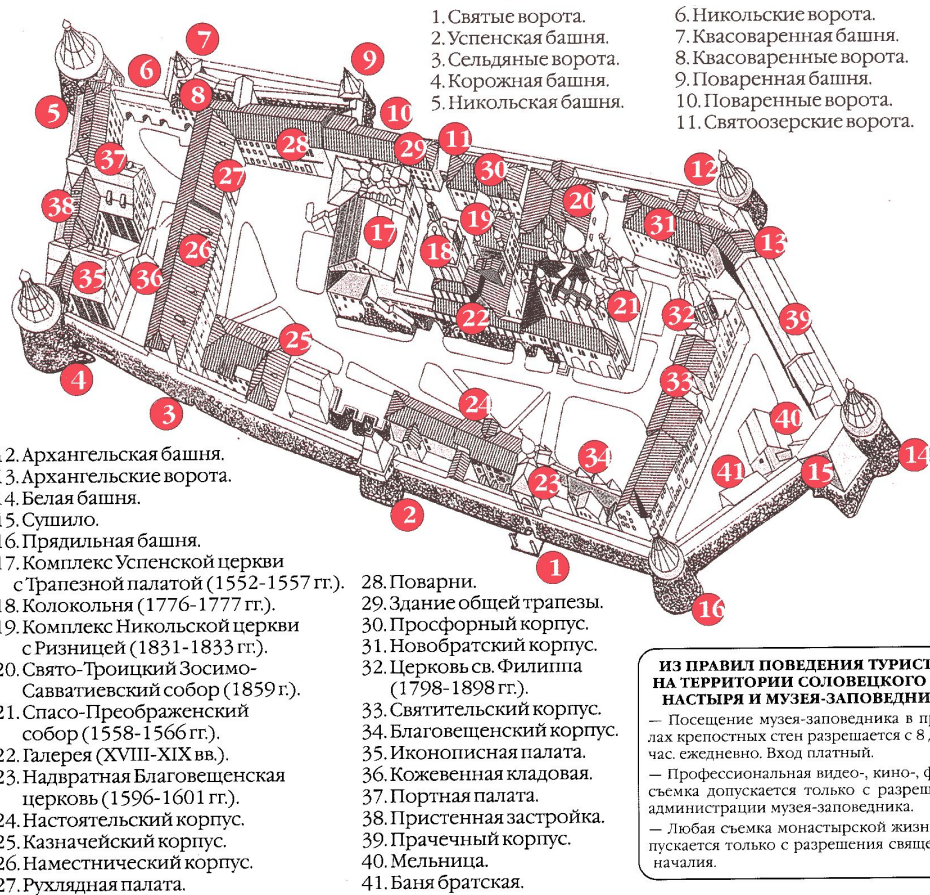 1. Святые ворота.
2. Успенская башня.
3. Сельдяные ворота.
4. Корожная башня.
5. Никольская башня.
6. Никольские ворота.
7. Квасоваренная башня.
8. Квасоваренные ворота.
9. Поваренная башня.
10. Поваренные ворота.
11. Святоозерские ворота.
7
9
6
5
8
10
11
12
28
29
30
37
27
20
38
19
31
17
18
13
26
35
36
21
39
22
32
25
33
4
3
24
40
34
41
14
23
15
2
1
16
2. Архангельская башня.
3. Архангельские ворота.
4. Белая башня.
5. Сушило.
16. Прядильная башня.
17. Комплекс Успенской церкви
с Трапезной палатой (1552-1557 гг.).
18. Колокольня (1776-1777 гг.).
19. Комплекс Никольской церкви
с Ризницей (1831-1833 гг.).
20. Свято-Троицкий Зосимо-
Савватиевский собор (1859 г.).
21. Спасо-Преображенский
собор (1558-1566 гг.).
22. Галерея (XVIII-XIX вв.).
23. Надвратная Благовещенская
церковь (1596-1601 гг.).
24. Настоятельский корпус.
25. Казначейский корпус.
26. Наместнический корпус.
27. Рухлядная палата.
28. Поварни.
29. Здание общей трапезы.
30. Просфорный корпус.
31. Новобратский корпус.
32. Церковь св. Филиппа
(1798-1898 гг.).
33. Святительский корпус.
34. Благовещенский корпус.
35. Иконописная палата.
36. Кожевенная кладовая.
37. Портная палата.
38. Пристенная застройка.
39. Прачечный корпус.
40. Мельница.
41. Баня братская.
ИЗ ПРАВИЛ ПОВЕДЕНИЯ ТУРИСТ
НА ТЕРРИТОРИИ СОЛОВЕЦКОГО
НАСТЫРЯ И МУЗЕЯ-ЗАПОВЕДНИ
— Посещение музея-заповедника в пр
лах крепостных стен разрешается с 8
час. ежедневно. Вход платный.
— Профессиональная видео-, кино-, ф
съемка допускается только с разреш
администрации музея-заповедника.
— Любая съемка монастырской жизн
пускается только с разрешения свяще
началия.